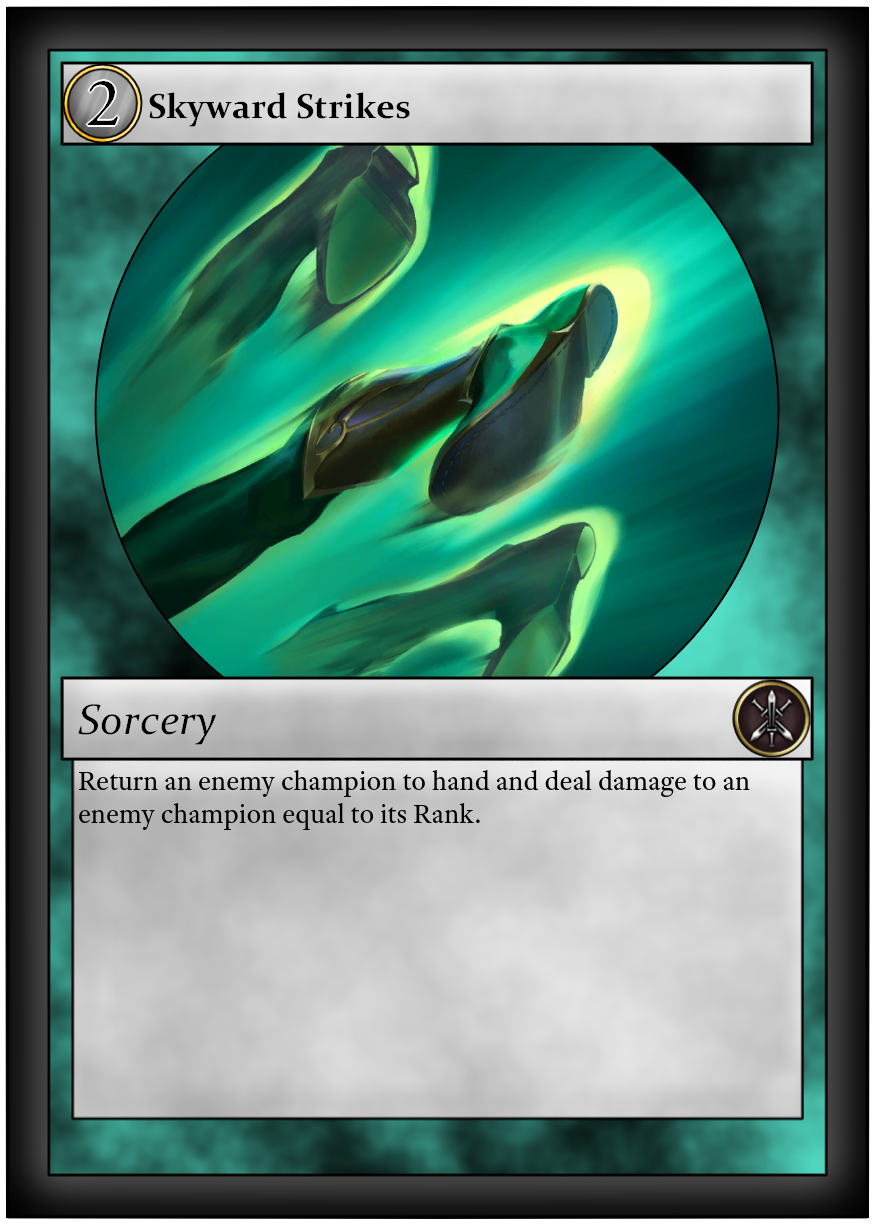 2
Skyward Strikes
Sorcery
Return an enemy champion to hand and deal damage to an
enemy champion equal to its Rank.